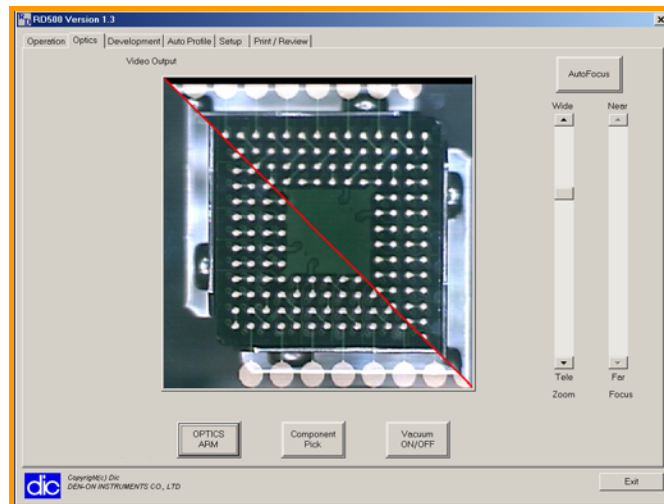 RD500 Version 1.3
Operation Optics Development Auto Profile Setup Print / Review
Video Output
AutoFocus
Wide Near
Tele Far
Zoom Focus
OPTICS
ARM
Component
Pick
Vacuum
ON/OFF
dic
Copyright(c) Dic
DEN-ON INSTRUMENTS CO., LTD
Exit